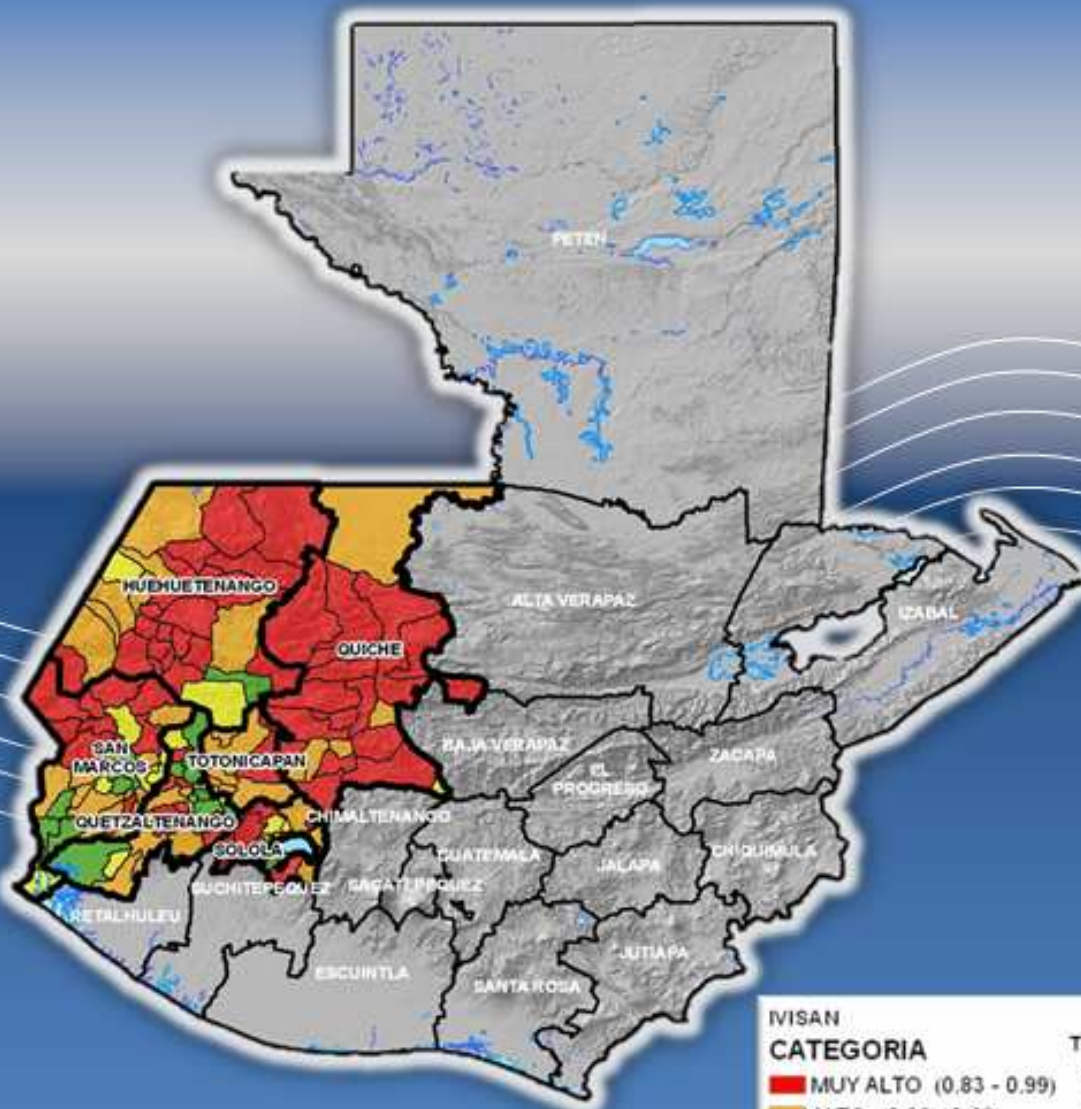 PETEN
HUEHUETENANGO
ALTA VERAPAZ
IZABAL
QUICHE
SAN
MARCOS
TOTONICAPAN
BAJA VERAPAZ
ZACAPA
EL
PROGRESO
QUETZALTENANGO
CHIMALTENANGO
SOLOLA
GUATEMALA
JALAPA
CHIQUIMULA
SUCHITEPEQUEZ
SACATEPEQUEZ
RETALHULEU
JUTIAPA
ESCUINTLA
SANTA ROSA
IVISAN
CATEGORIA
MUY ALTO (0.83 - 0.99)